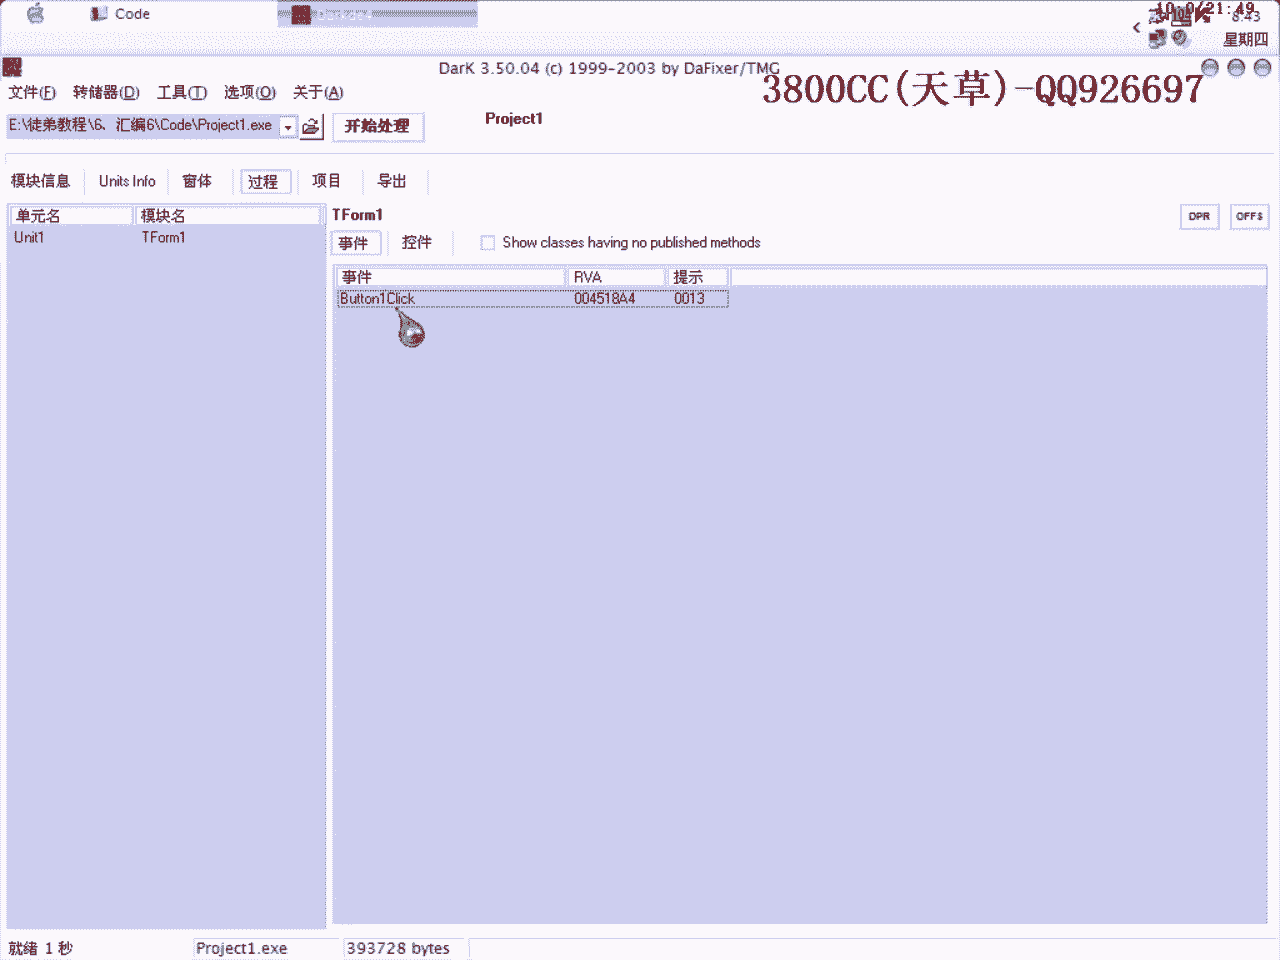 Code
8:43
星期四
DarK 3.50.04 (c) 1999-2003 by DaFixer/TMG
3800CC(天草)-QQ926697
文件(F) 转储器(D) 工具(T) 选项(O) 关于(A)
E:\徒弟教程\6、汇编6\Code\Project1.exe 开始处理 Project1
模块信息 Units Info 窗体 过程 项目 导出
单元名 模块名
Unit1 TForm1
TForm1
DPR OFFS
事件 控件 Show classes having no published methods
事件 RVA 提示
Button1Click 004518A4 0013
就绪 1 秒 Project1.exe 393728 bytes